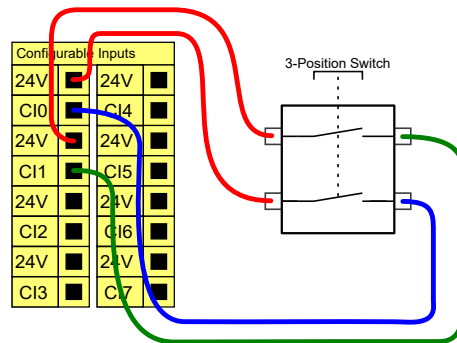 Configurable Inputs
3-Position Switch
24V 24V
CI0 CI4
24V 24V
CI1 CI5
24V 24V
CI2 CI6
24V 24V
CI3 CI7